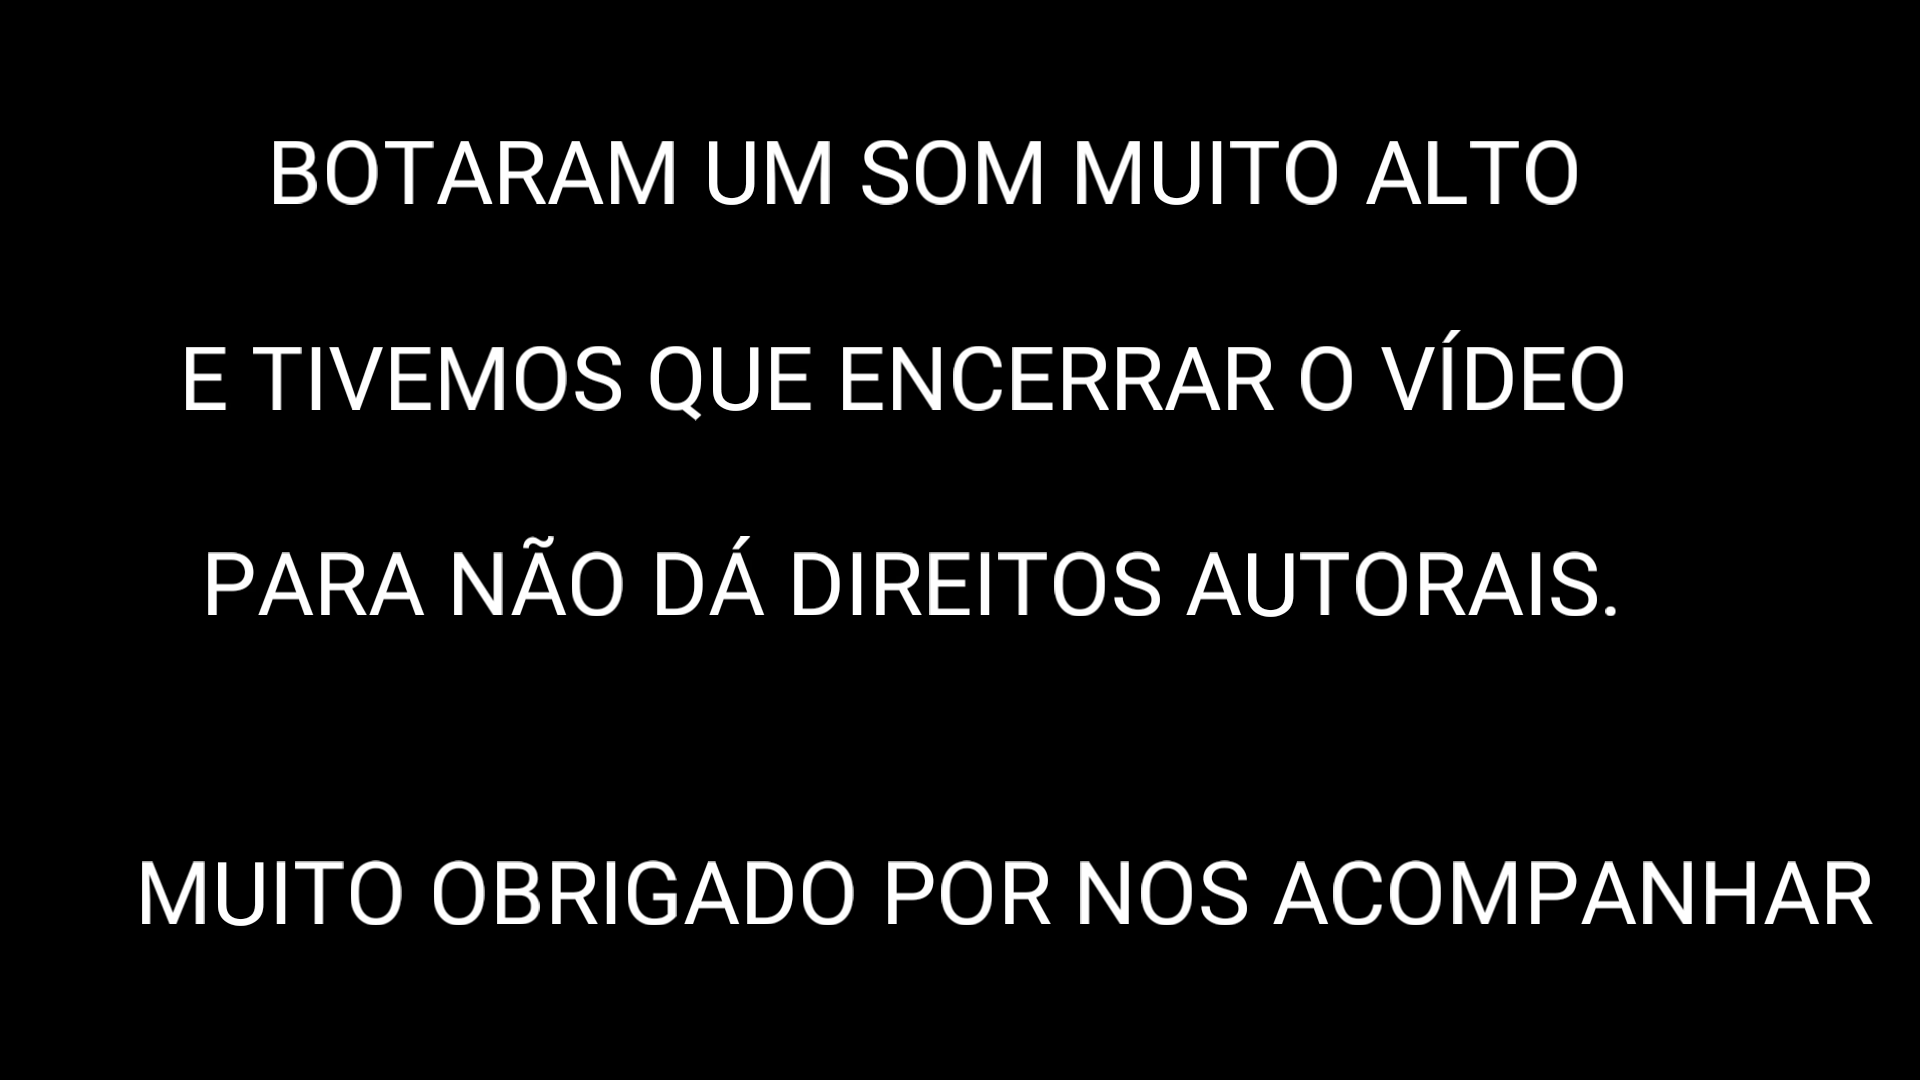 BOTARAM UM SOM MUITO ALTO
E TIVEMOS QUE ENCERRAR O VÍDEO
PARA NÃO DÁ DIREITOS AUTORAIS.
MUITO OBRIGADO POR NOS ACOMPANHAR